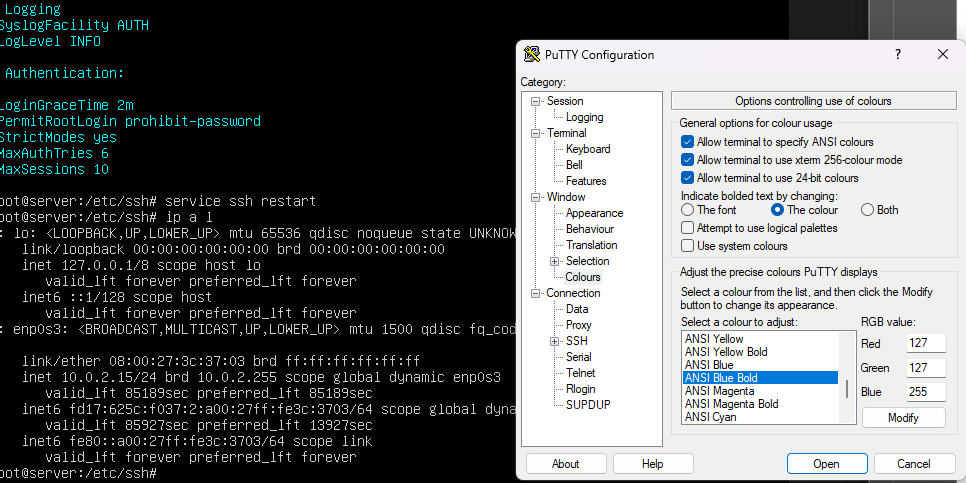 Logging
SyslogFacility AUTH
LogLevel INFO
Authentication:
LoginGraceTime 2m
PermitRootLogin prohibit-password
StrictModes yes
MaxAuthTries 6
MaxSessions 10
oot@server:/etc/ssh# service ssh restart
oot@server:/etc/ssh# ip a l
: lo: <LOOPBACK,UP,LOWER_UP> mtu 65536 qdisc noqueue state UNKNOW
link/loopback 00:00:00:00:00:00 brd 00:00:00:00:00:00
inet 127.0.0.1/8 scope host lo
valid_lft forever preferred_lft forever
inet6 ::1/128 scope host
valid_lft forever preferred_lft forever
: enp0s3: <BROADCAST,MULTICAST,UP,LOWER_UP> mtu 1500 qdisc fq_cod
link/ether 08:00:27:3c:37:03 brd ff:ff:ff:ff:ff:ff
inet 10.0.2.15/24 brd 10.0.2.255 scope global dynamic enp0s3
valid_lft 85189sec preferred_lft 85189sec
inet6 fd17:625c:f037:2:a00:27ff:fe3c:3703/64 scope global dyna
valid_lft 85927sec preferred_lft 13927sec
inet6 fe80::a00:27ff:fe3c:3703/64 scope link
valid_lft forever preferred_lft forever
oot@server:/etc/ssh#
PuTTY Configuration
?
Category:
Session
Logging
Terminal
Keyboard
Bell
Features
Window
Appearance
Behaviour
Translation
Selection
Colours
Connection
Data
Proxy
SSH
Serial
Telnet
Rlogin
SUPDUP
Options controlling use of colours
General options for colour usage
Allow terminal to specify ANSI colours
Allow terminal to use xterm 256-colour mode
Allow terminal to use 24-bit colours
Indicate bolded text by changing:
The font The colour Both
Attempt to use logical palettes
Use system colours
Adjust the precise colours PuTTY displays
Select a colour from the list, and then click the Modify
button to change its appearance.
Select a colour to adjust:
ANSI Yellow
ANSI Yellow Bold
ANSI Blue
ANSI Blue Bold
ANSI Magenta
ANSI Magenta Bold
ANSI Cyan
RGB value:
Red 127
Green 127
Blue 255
Modify
About Help Open Cancel